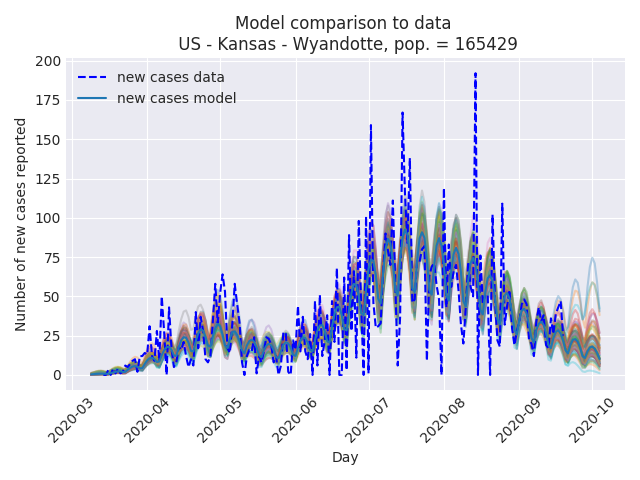 Model comparison to data
US - Kansas - Wyandotte, pop. = 165429
new cases data
new cases model
Number of new cases reported
200
175
150
125
100
75
50
25
0
2020-03
2020-04
2020-05
2020-06
2020-07
2020-08
2020-09
2020-10
Day